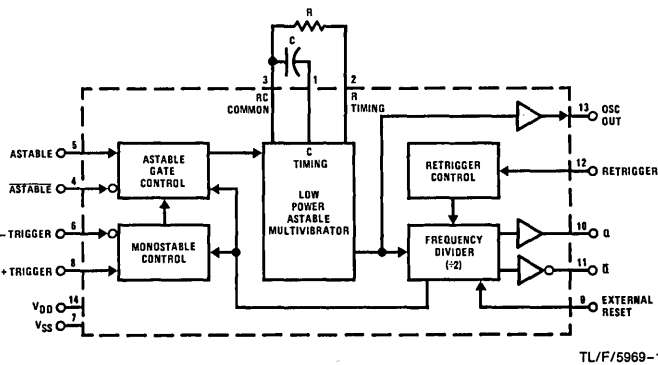 R
C
3
1
2
RC
COMMON
R
TIMING
13
OSC
OUT
5
ASTABLE
ASTABLE
GATE
CONTROL
C
TIMING
LOW
POWER
ASTABLE
MULTIVIBRATOR
RETRIGGER
CONTROL
12
RETRIGGER
4
ASTABLE
6
– TRIGGER
MONOSTABLE
CONTROL
FREQUENCY
DIVIDER
(÷2)
10
Q
8
+ TRIGGER
11
Q̅
14
VDD
7
VSS
9
EXTERNAL
RESET
TL/F/5969–1